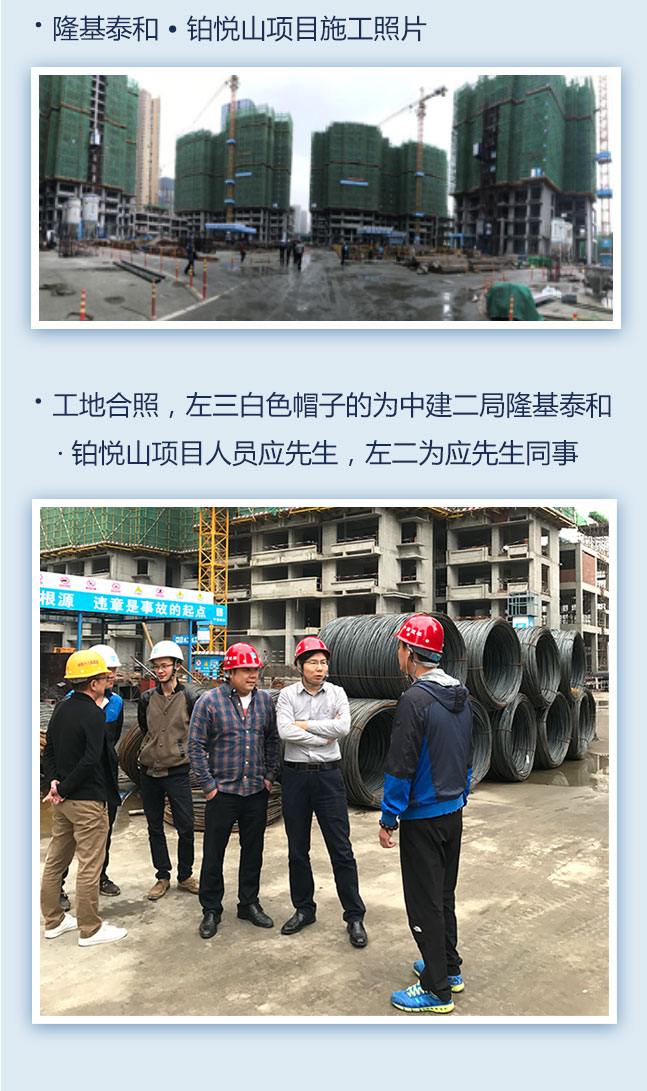 • 隆基泰和 • 铂悦山项目施工照片
• 工地合照，左三白色帽子的为中建二局隆基泰和
· 铂悦山项目人员应先生，左二为应先生同事
根源 违章是事故的起点